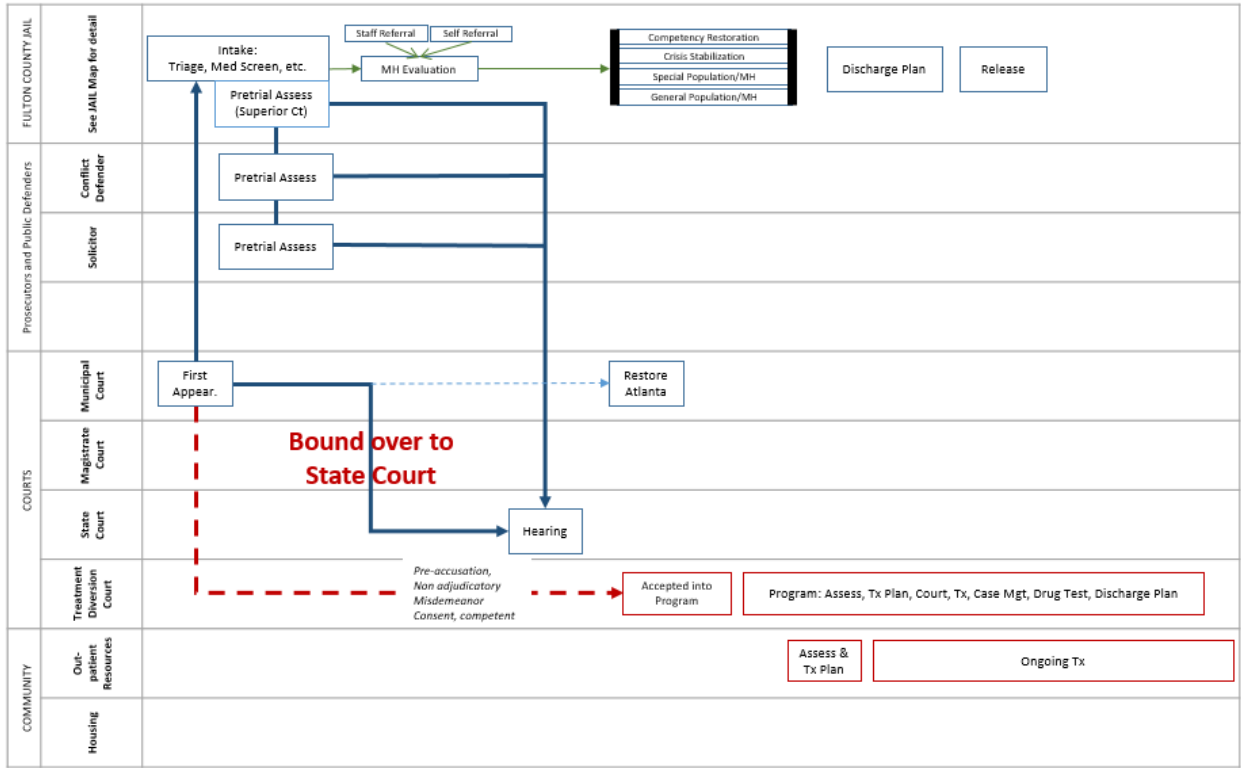 FULTON COUNTY JAIL
See JAIL Map for detail
Intake:
Triage, Med Screen, etc.
Staff Referral
Self Referral
MH Evaluation
Competency Restoration
Crisis Stabilization
Special Population/MH
General Population/MH
Discharge Plan
Release
Pretrial Assess
(Superior Ct)
Prosecutors and Public Defenders
Conflict
Defender
Pretrial Assess
Solicitor
Pretrial Assess
COURTS
Municipal
Court
First
Appear.
Restore
Atlanta
Magistrate
Court
Bound over to
State Court
State
Court
Hearing
Treatment
Diversion
Court
Pre-accusation,
Non adjudicatory
Misdemeanor
Consent, competent
Accepted into
Program
Program: Assess, Tx Plan, Court, Tx, Case Mgt, Drug Test, Discharge Plan
COMMUNITY
Out-
patient
Resources
Assess &
Tx Plan
Ongoing Tx
Housing